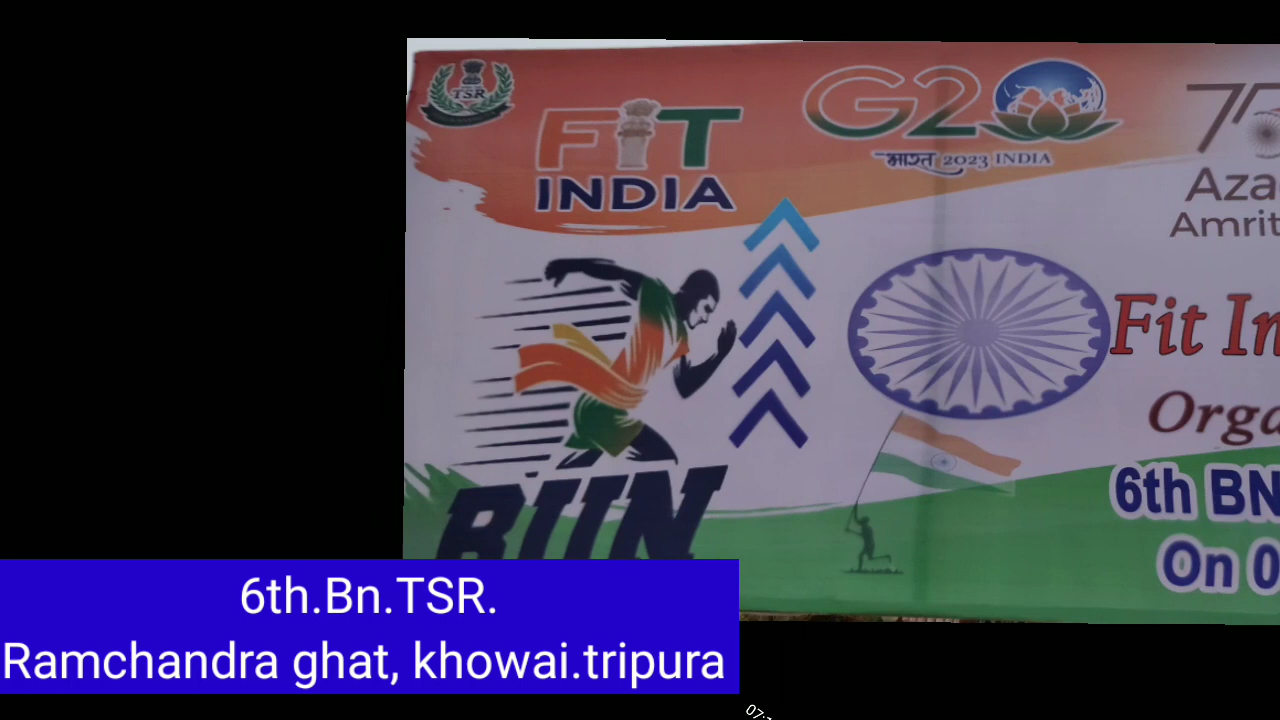 TSR
FIT
INDIA
G20
भारत 2023 INDIA
75
Aza
Amrit
Fit In
Orga
6th BN
On 0
RUN
6th.Bn.TSR.
Ramchandra ghat, khowai.tripura